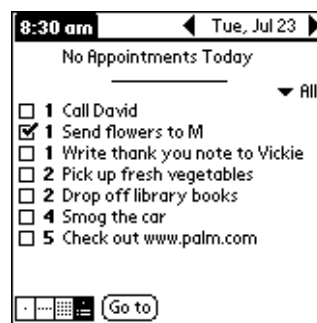 8:30 am Tue, Jul 23
No Appointments Today
All
1 Call David
1 Send flowers to M
1 Write thank you note to Vickie
2 Pick up fresh vegetables
2 Drop off library books
4 Smog the car
5 Check out www.palm.com
Go to